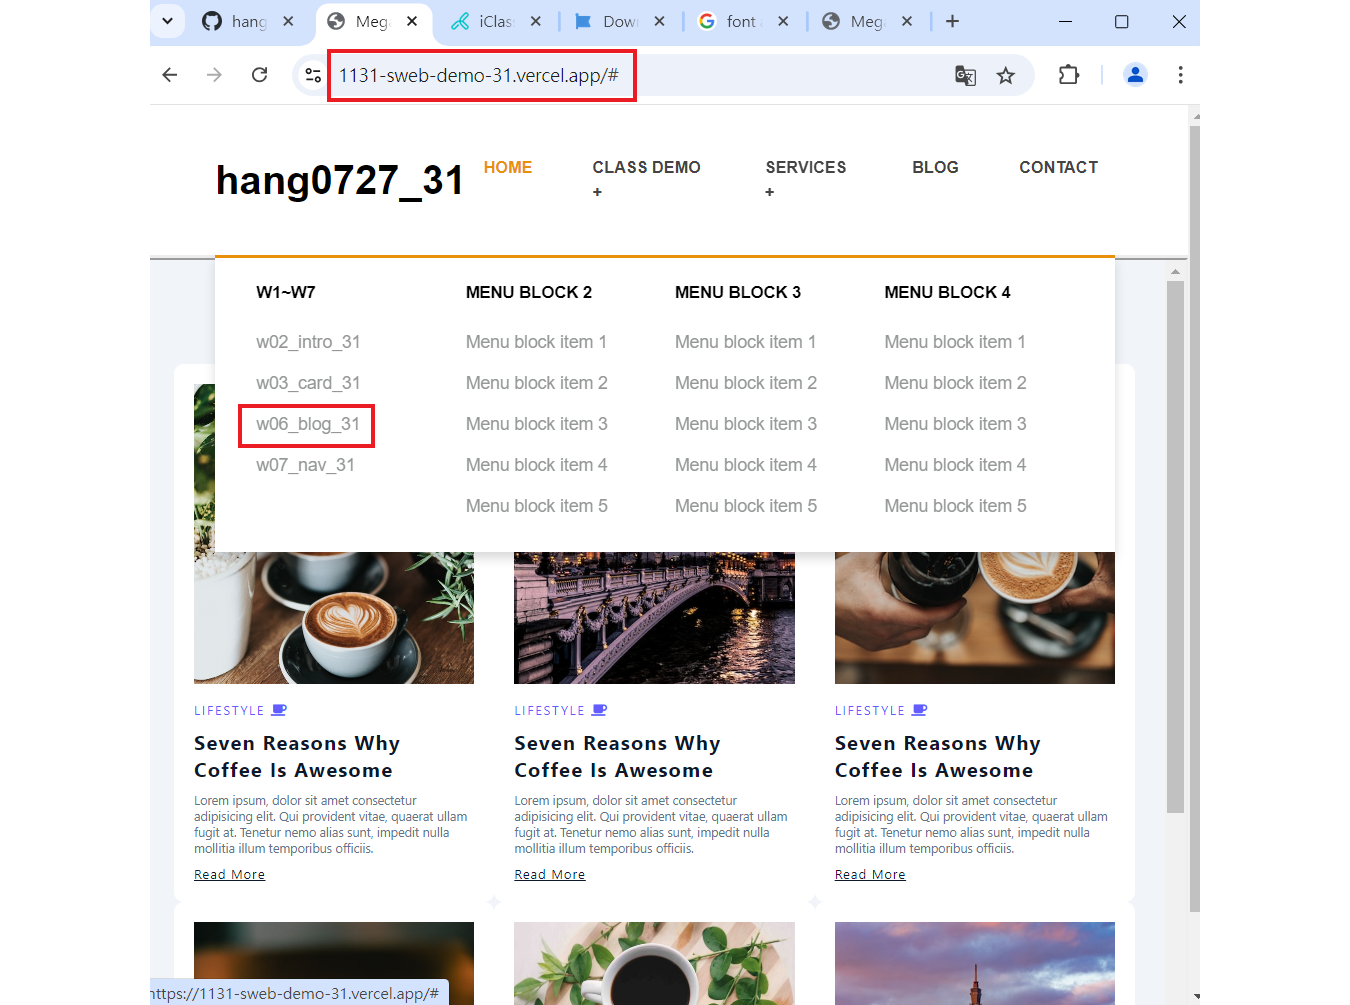 hang
Mega
iClas
Down
font
Mega
1131-sweb-demo-31.vercel.app/#
hang0727_31
HOME
CLASS DEMO
+
SERVICES
+
BLOG
CONTACT
W1~W7
w02_intro_31
w03_card_31
w06_blog_31
w07_nav_31
MENU BLOCK 2
Menu block item 1
Menu block item 2
Menu block item 3
Menu block item 4
Menu block item 5
MENU BLOCK 3
Menu block item 1
Menu block item 2
Menu block item 3
Menu block item 4
Menu block item 5
MENU BLOCK 4
Menu block item 1
Menu block item 2
Menu block item 3
Menu block item 4
Menu block item 5
LIFESTYLE
Seven Reasons Why
Coffee Is Awesome
Lorem ipsum, dolor sit amet consectetur
adipisicing elit. Qui provident vitae, quaerat ullam
fugit at. Tenetur nemo alias sunt, impedit nulla
mollitia illum temporibus officiis.
Read More
LIFESTYLE
Seven Reasons Why
Coffee Is Awesome
Lorem ipsum, dolor sit amet consectetur
adipisicing elit. Qui provident vitae, quaerat ullam
fugit at. Tenetur nemo alias sunt, impedit nulla
mollitia illum temporibus officiis.
Read More
LIFESTYLE
Seven Reasons Why
Coffee Is Awesome
Lorem ipsum, dolor sit amet consectetur
adipisicing elit. Qui provident vitae, quaerat ullam
fugit at. Tenetur nemo alias sunt, impedit nulla
mollitia illum temporibus officiis.
Read More
https://1131-sweb-demo-31.vercel.app/#